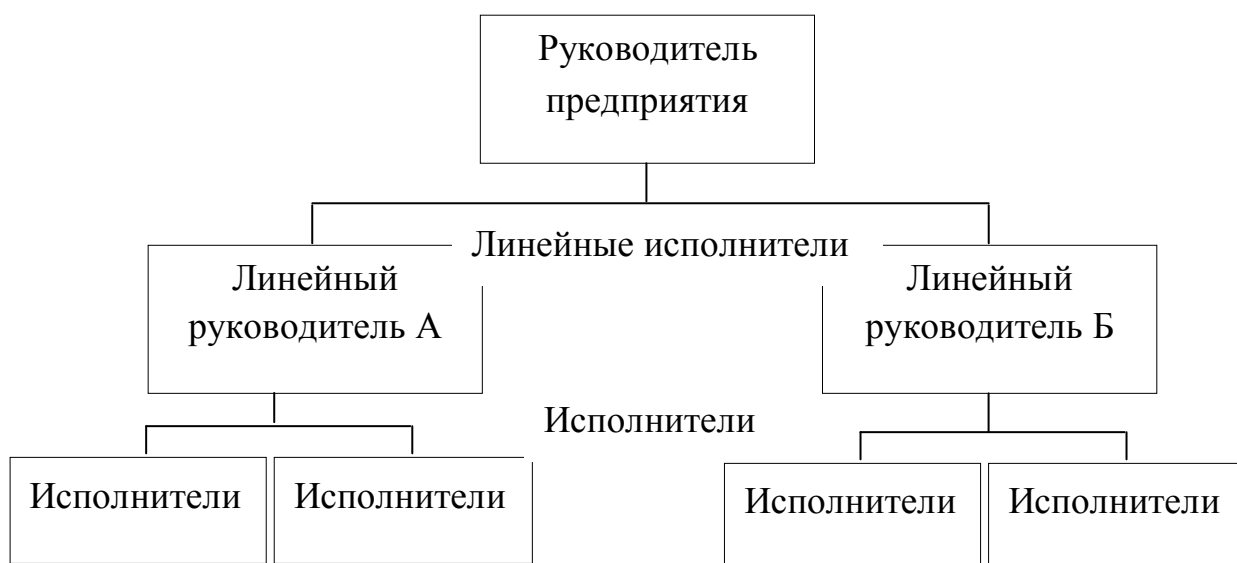 Руководитель
предприятия
Линейные исполнители
Линейный
руководитель А
Линейный
руководитель Б
Исполнители
Исполнители
Исполнители
Исполнители
Исполнители